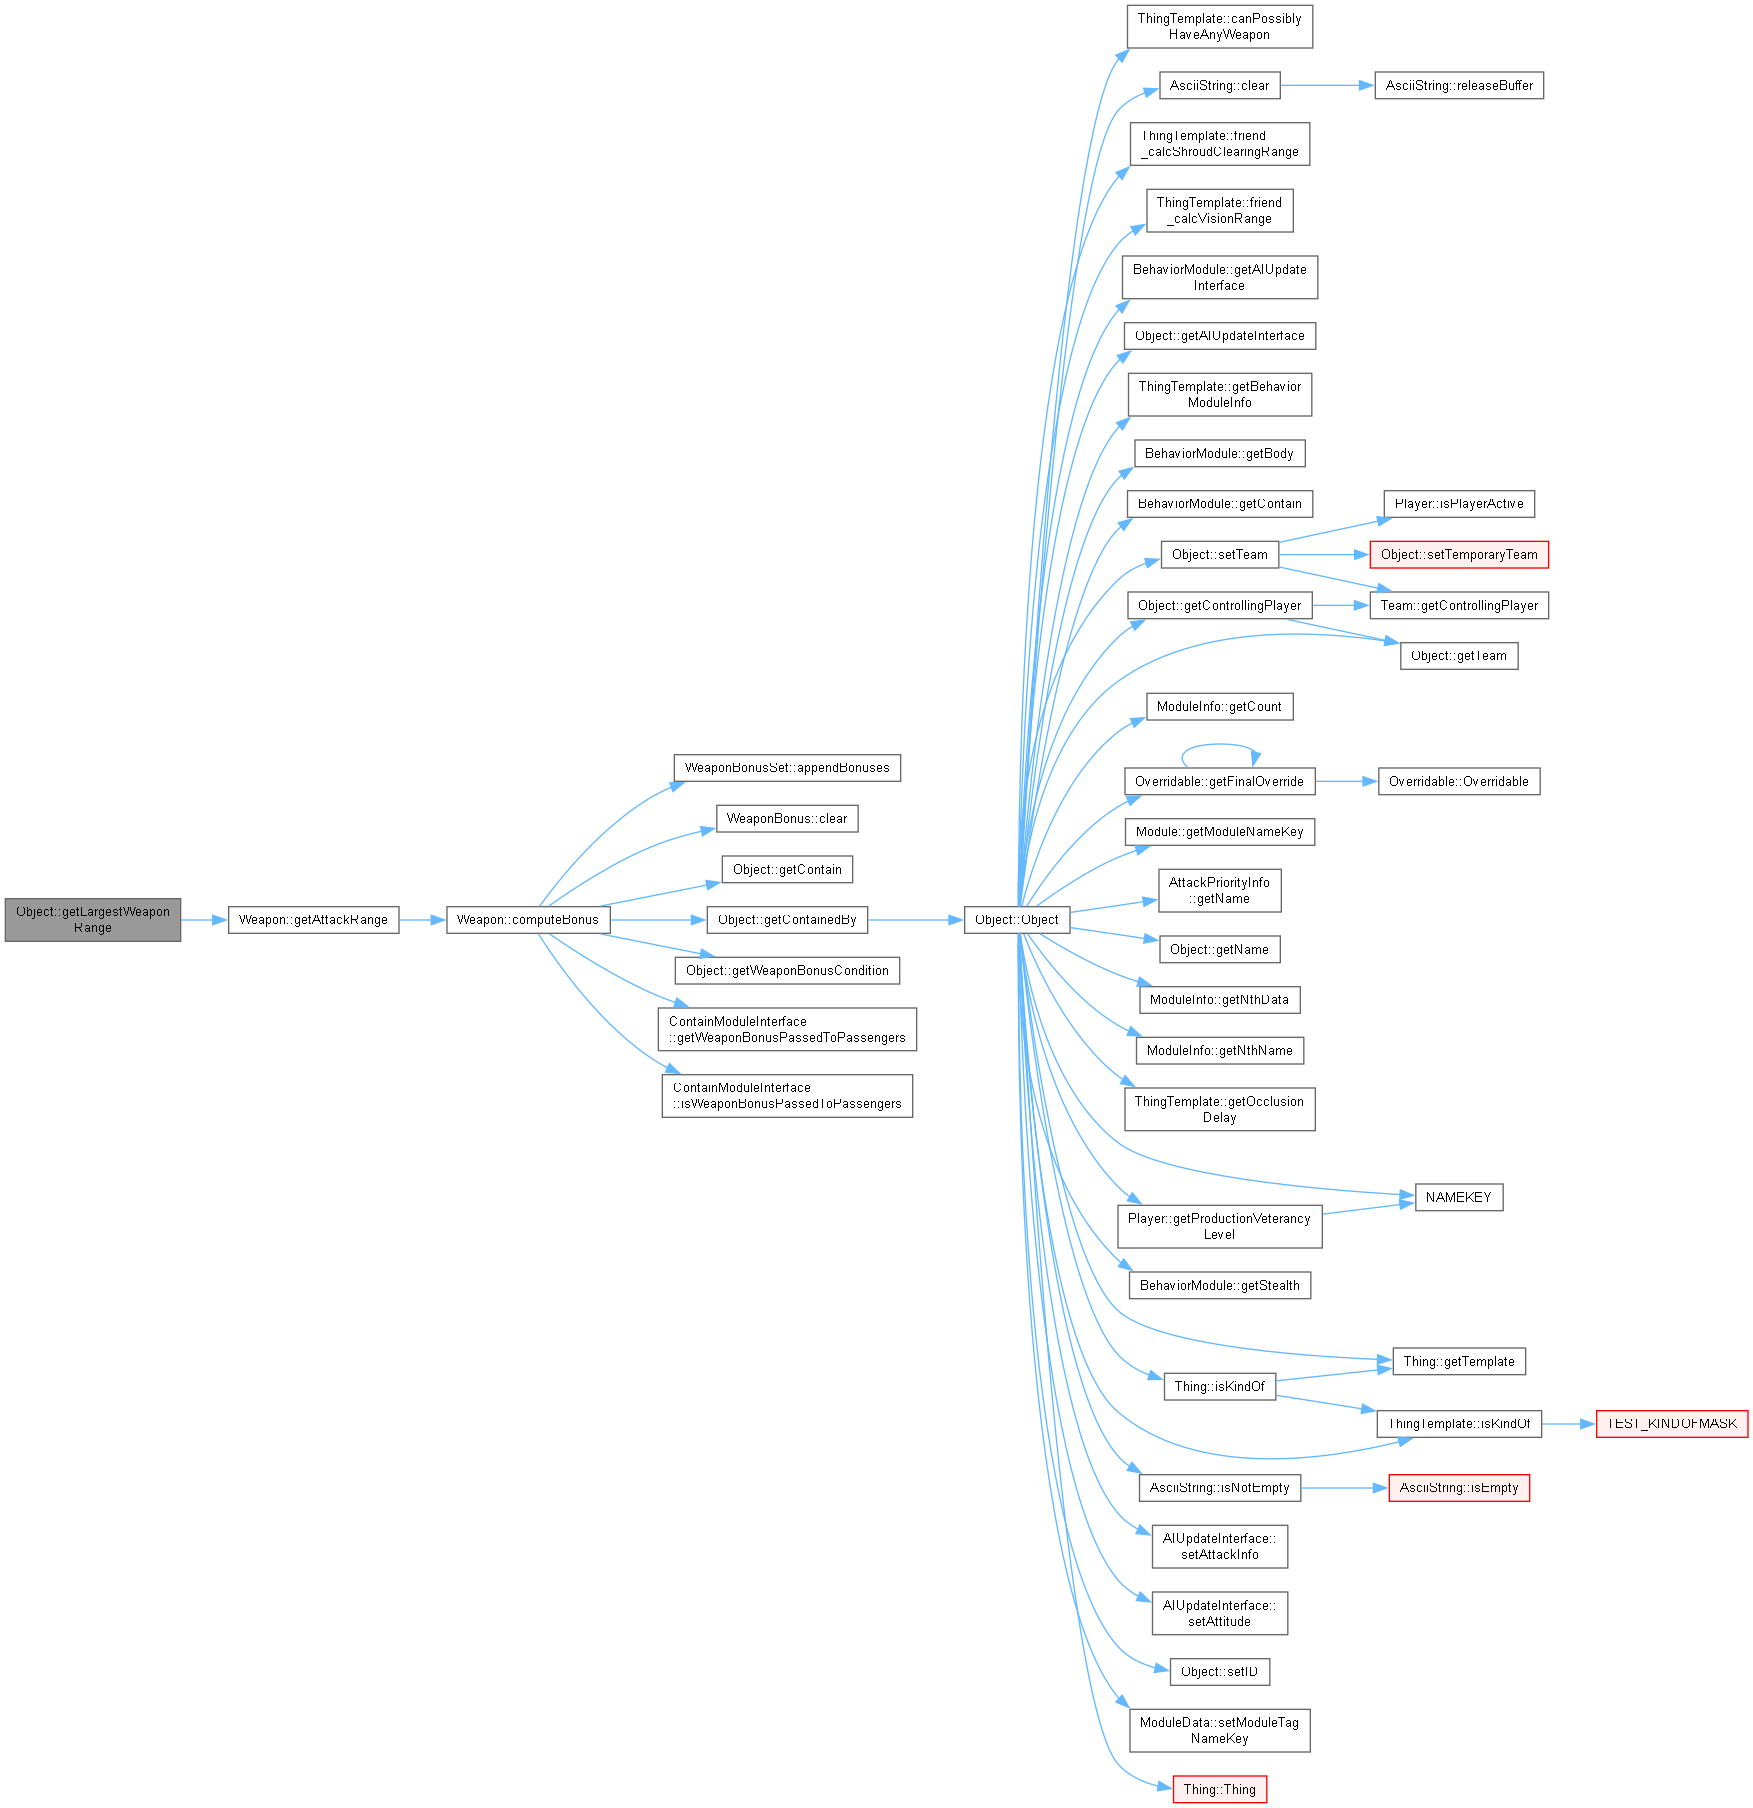 ThingTemplate::canPossibly
HaveAnyWeapon
AsciiString::clear
AsciiString::releaseBuffer
ThingTemplate::friend
_calcShroudClearingRange
ThingTemplate::friend
_calcVisionRange
BehaviorModule::getAIUpdate
Interface
Object::getAIUpdateInterface
ThingTemplate::getBehavior
ModuleInfo
BehaviorModule::getBody
BehaviorModule::getContain
Player::isPlayerActive
Object::setTeam
Object::setTemporaryTeam
Object::getControllingPlayer
Team::getControllingPlayer
Object::getTeam
ModuleInfo::getCount
WeaponBonusSet::appendBonuses
Overridable::getFinalOverride
Overridable::Overridable
WeaponBonus::clear
Module::getModuleNameKey
Object::getContain
AttackPriorityInfo
::getName
Object::getLargestWeapon
Range
Weapon::getAttackRange
Weapon::computeBonus
Object::getContainedBy
Object::Object
Object::getName
Object::getWeaponBonusCondition
ModuleInfo::getNthData
ContainModuleInterface
::getWeaponBonusPassedToPassengers
ModuleInfo::getNthName
ContainModuleInterface
::isWeaponBonusPassedToPassengers
ThingTemplate::getOcclusion
Delay
NAMEKEY
Player::getProductionVeterancy
Level
BehaviorModule::getStealth
Thing::getTemplate
Thing::isKindOf
ThingTemplate::isKindOf
TEST_KINDOFMASK
AsciiString::isNotEmpty
AsciiString::isEmpty
AIUpdateInterface::
setAttackInfo
AIUpdateInterface::
setAttitude
Object::setID
ModuleData::setModuleTag
NameKey
Thing::Thing